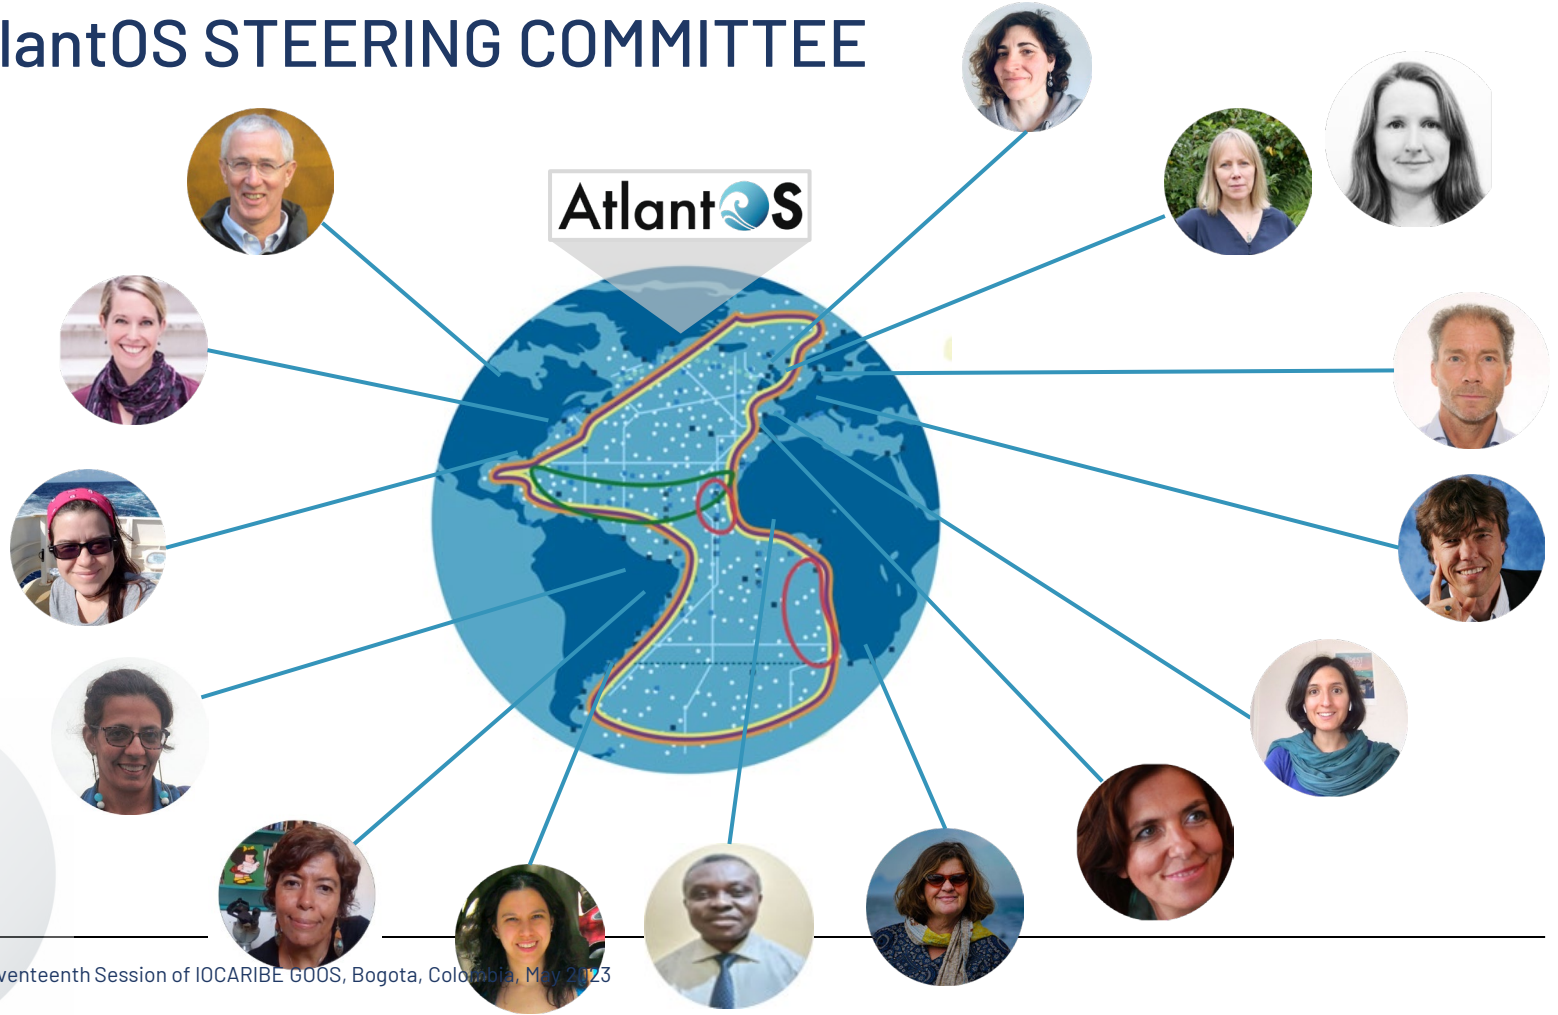 lantOS STEERING COMMITTEE
AtlantOS
venteenth Session of IOCARIBE GOOS, Bogota, Colombia, May 2023